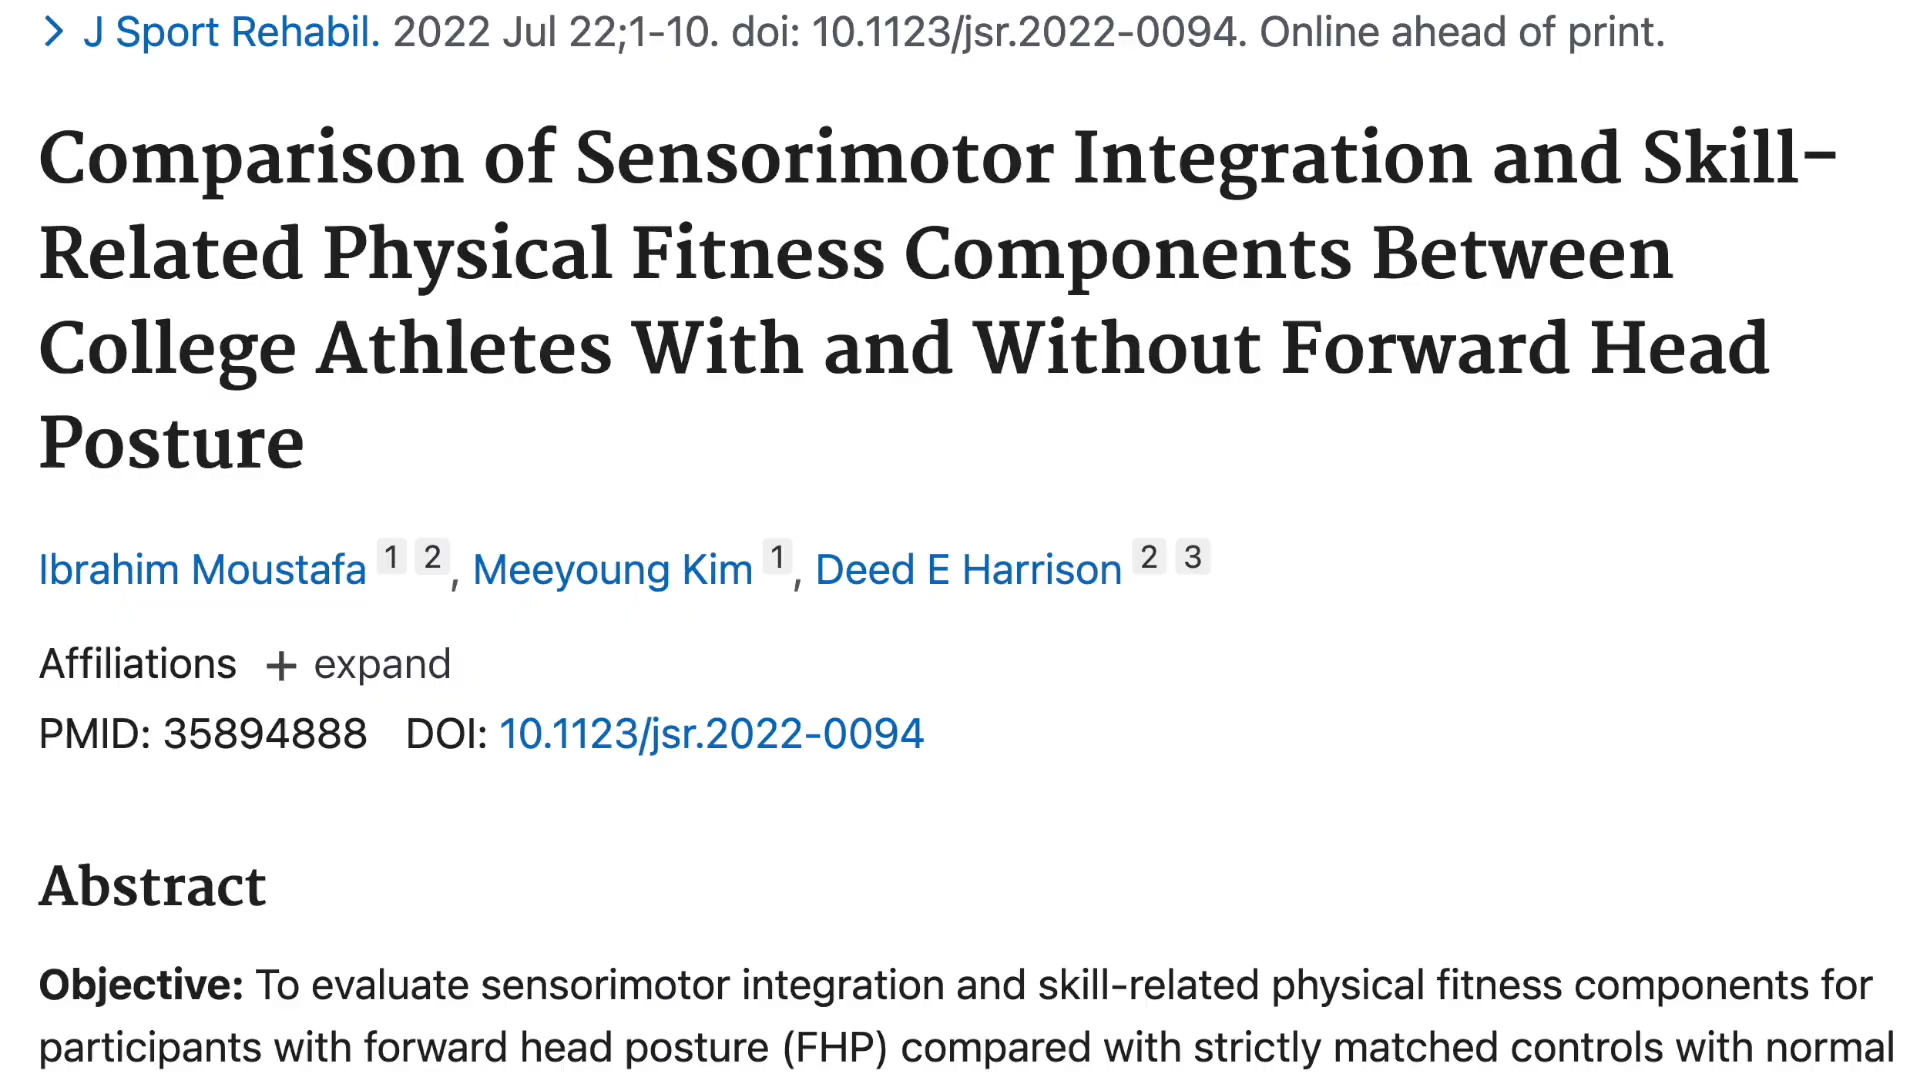 > J Sport Rehabil. 2022 Jul 22;1-10. doi: 10.1123/jsr.2022-0094. Online ahead of print.
Comparison of Sensorimotor Integration and Skill-
Related Physical Fitness Components Between
College Athletes With and Without Forward Head
Posture
Ibrahim Moustafa 1 2, Meeyoung Kim 1, Deed E Harrison 2 3
Affiliations + expand
PMID: 35894888 DOI: 10.1123/jsr.2022-0094
Abstract
Objective: To evaluate sensorimotor integration and skill-related physical fitness components for
participants with forward head posture (FHP) compared with strictly matched controls with normal